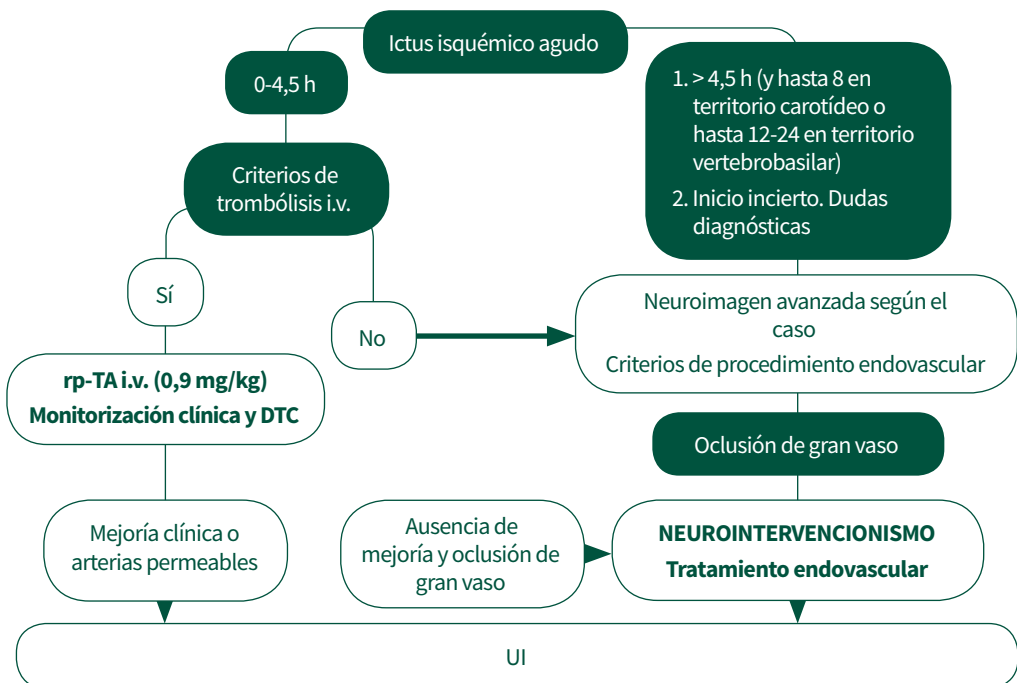 Ictus isquémico agudo
0-4,5 h
1. > 4,5 h (y hasta 8 en
territorio carotídeo o
hasta 12-24 en territorio
vertebrobasilar)
2. Inicio incierto. Dudas
diagnósticas
Criterios de
trombólisis i.v.
Sí
No
Neuroimagen avanzada según el
caso
Criterios de procedimiento endovascular
rp-TA i.v. (0,9 mg/kg)
Monitorización clínica y DTC
Oclusión de gran vaso
Mejoría clínica o
arterias permeables
Ausencia de
mejoría y oclusión de
gran vaso
NEUROINTERVENCIONISMO
Tratamiento endovascular
UI